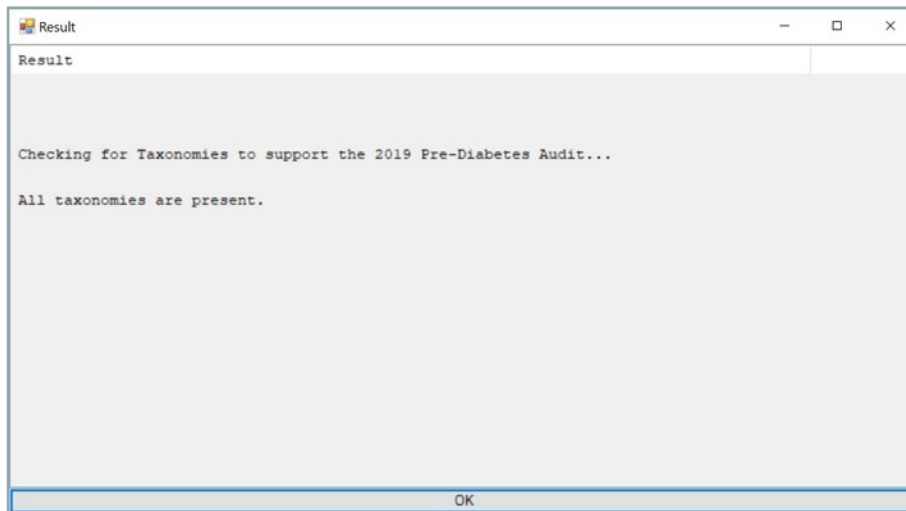 Result
Result
Checking for Taxonomies to support the 2019 Pre-Diabetes Audit...
All taxonomies are present.
OK